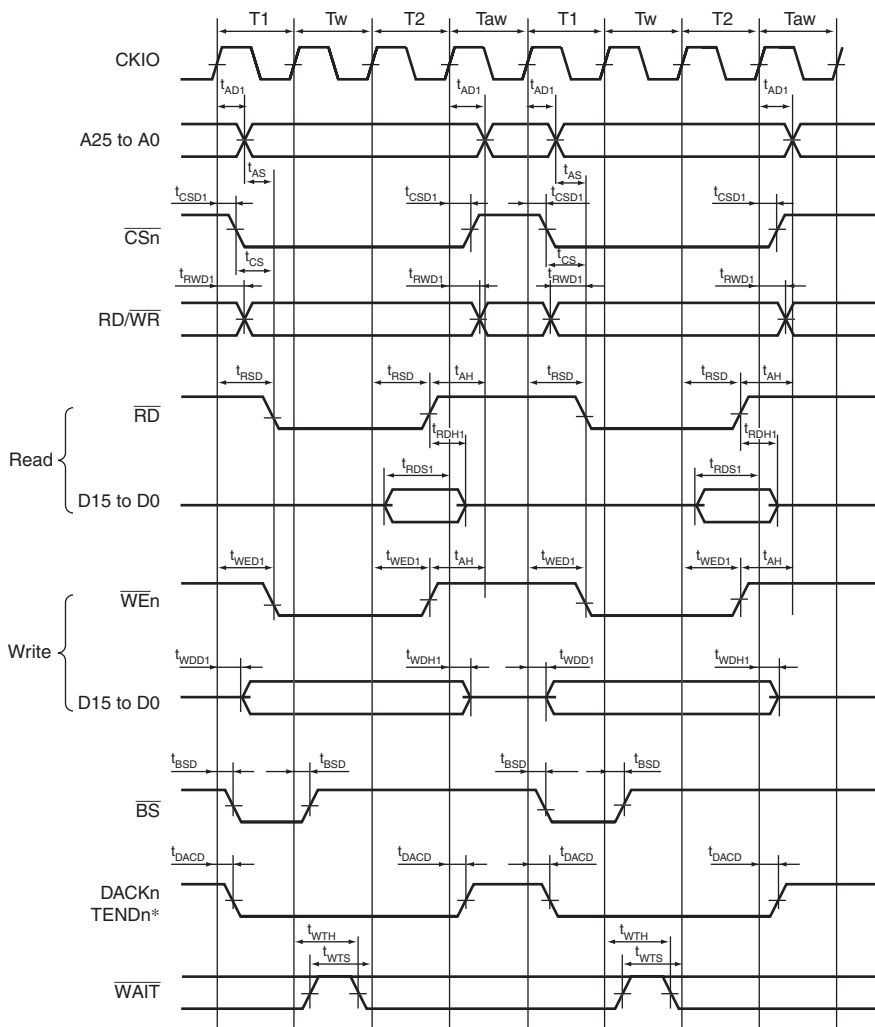 T1 Tw T2 Taw T1 Tw T2 Taw
CKIO
tAD1 tAD1 tAD1 tAD1
A25 to A0
tAS tAS
tCSD1 tCSD1 tCSD1 tCSD1
CSn
tCS tCS
tRWD1 tRWD1 tRWD1 tRWD1
RD/WR
tRSD tRSD tAH tRSD tRSD tAH
RD
tRDH1 tRDH1
Read
tRDS1 tRDS1
D15 to D0
tWED1 tWED1 tAH tWED1 tWED1 tAH
WEn
Write
tWDD1 tWDH1 tWDD1 tWDH1
D15 to D0
tBSD tBSD tBSD tBSD
BS
tDACD tDACD tDACD tDACD
DACKn
TENDn*
tWTH tWTH
tWTS tWTS
WAIT